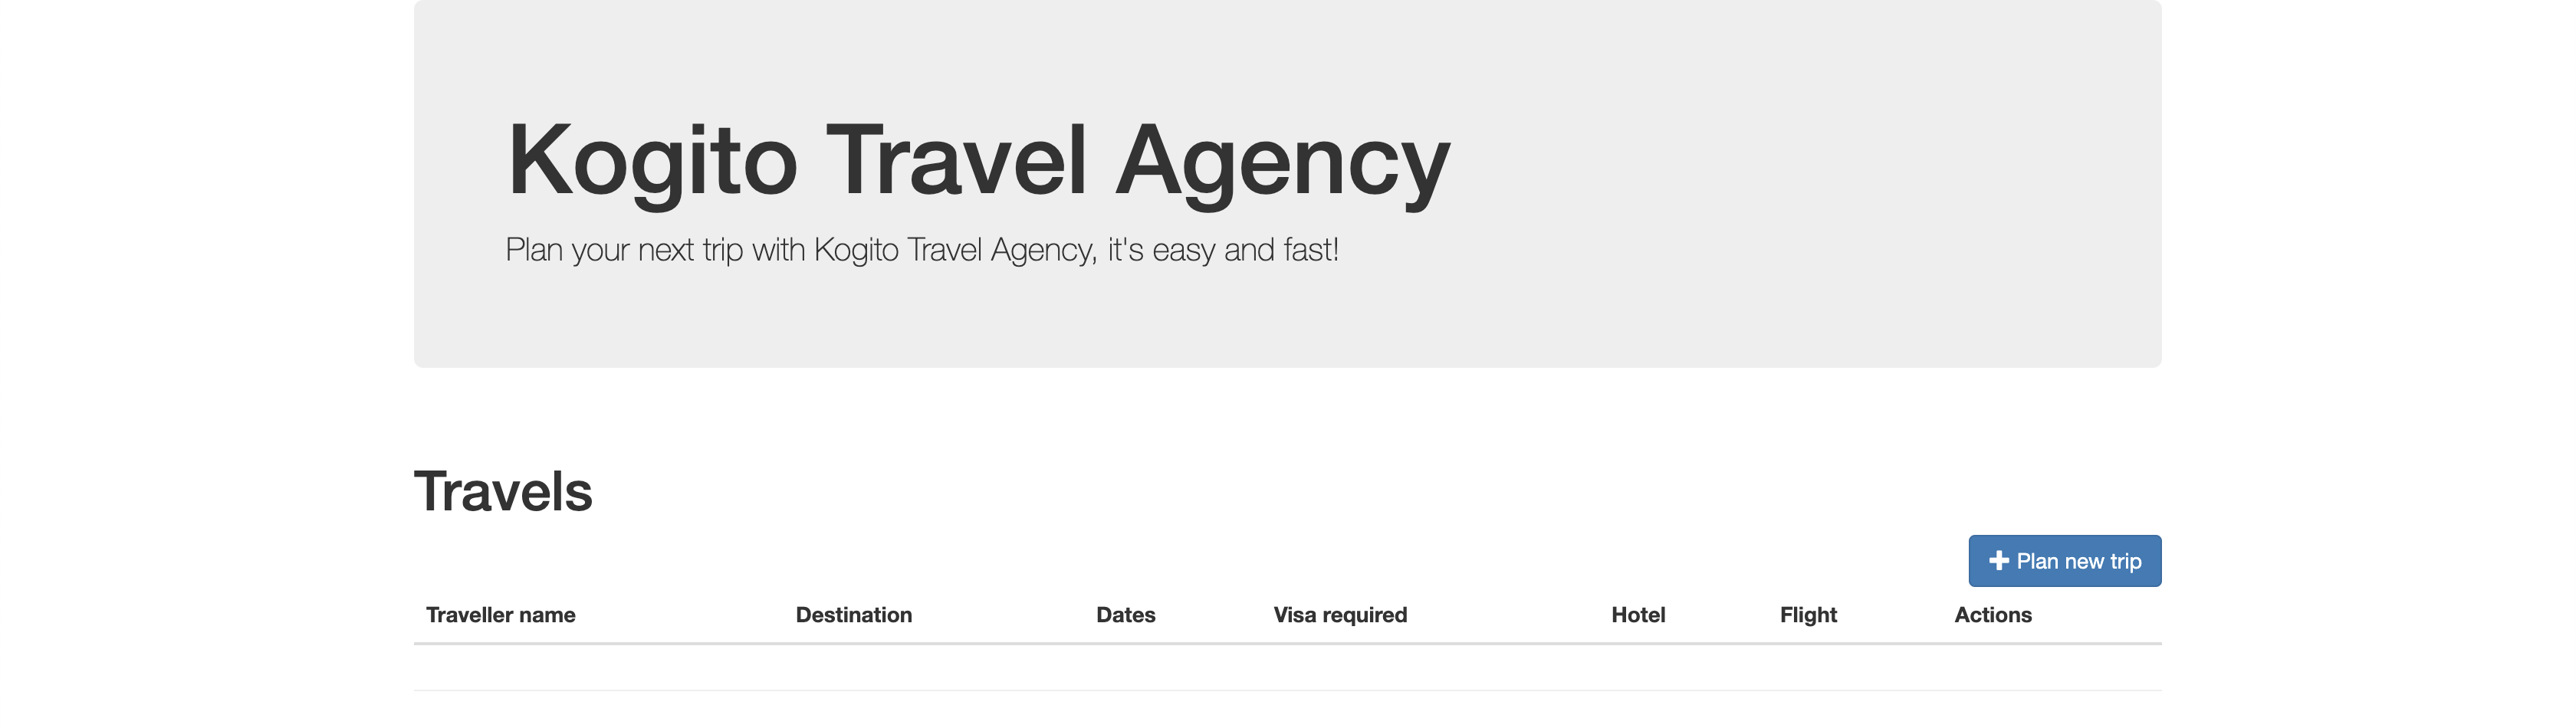 Kogito Travel Agency
Plan your next trip with Kogito Travel Agency, it's easy and fast!
Travels
Plan new trip
Traveller name Destination Dates Visa required Hotel Flight Actions